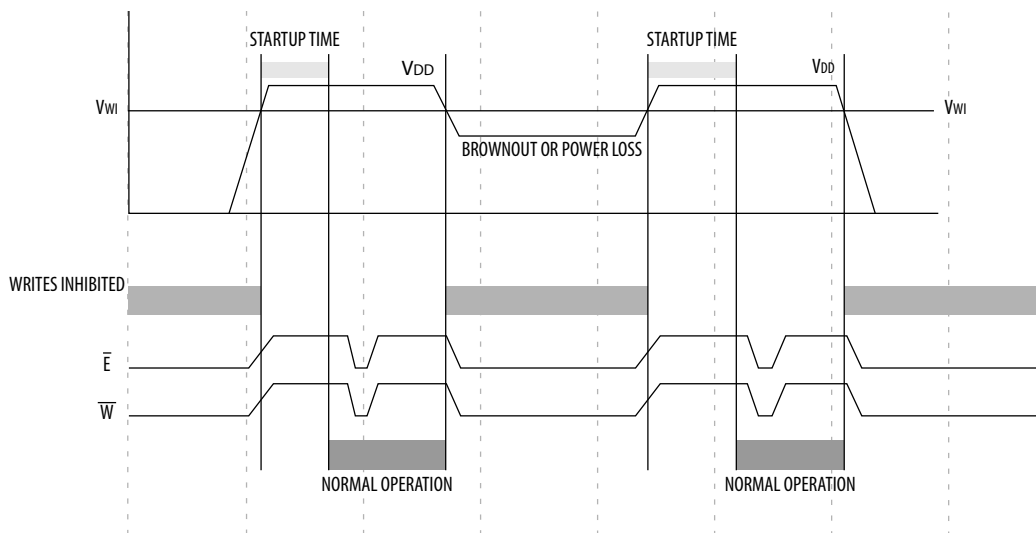 STARTUP TIME
STARTUP TIME
VDD
VDD
VWI
VWI
BROWNOUT OR POWER LOSS
WRITES INHIBITED
E̅
W̅
NORMAL OPERATION
NORMAL OPERATION